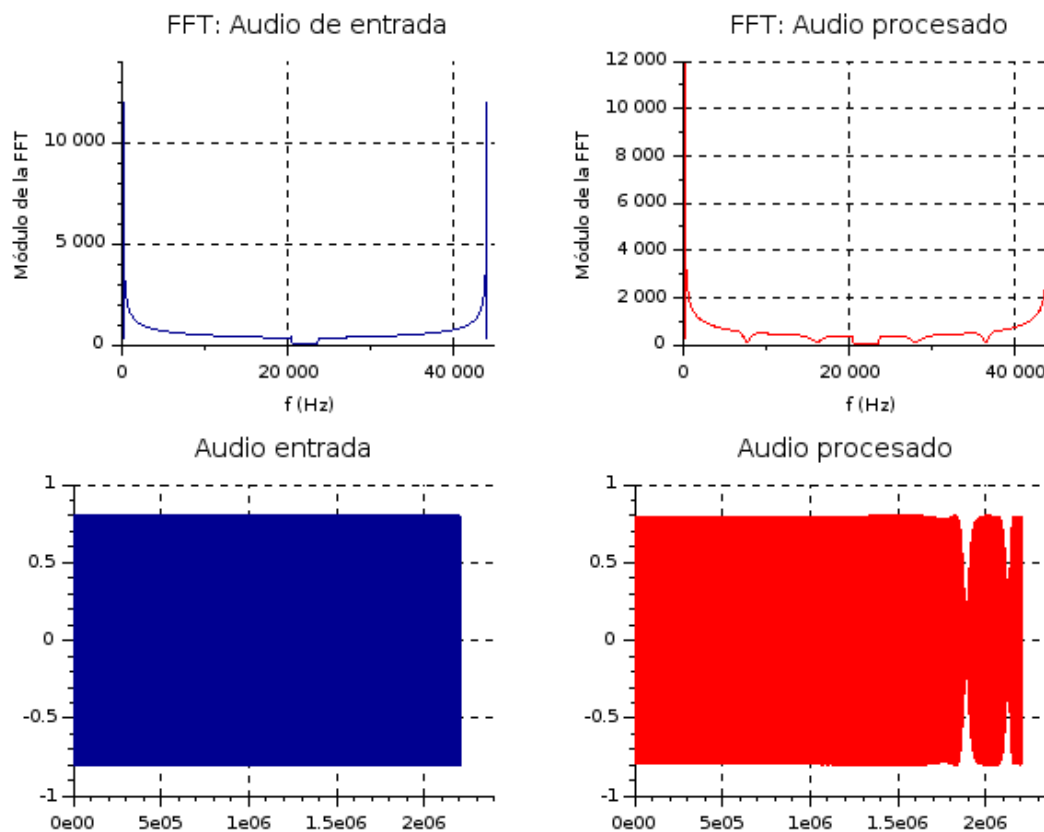 FFT: Audio de entrada
Módulo de la FFT
10 000
5 000
0
0
20 000
40 000
f (Hz)
FFT: Audio procesado
Módulo de la FFT
12 000
10 000
8 000
6 000
4 000
2 000
0
0
20 000
40 000
f (Hz)
Audio entrada
1
0.5
0
-0.5
-1
0e00
5e05
1e06
1.5e06
2e06
Audio procesado
1
0.5
0
-0.5
-1
0e00
5e05
1e06
1.5e06
2e06